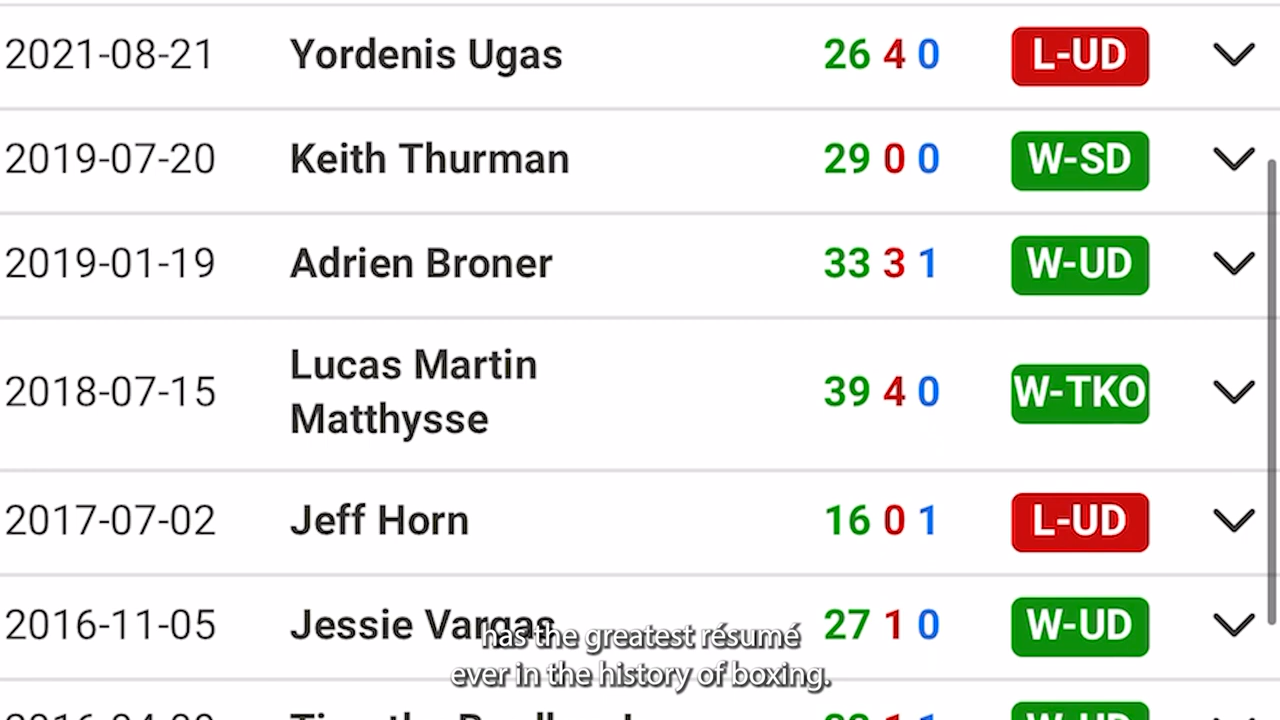 2021-08-21 Yordenis Ugas 26 4 0 L-UD
2019-07-20 Keith Thurman 29 0 0 W-SD
2019-01-19 Adrien Broner 33 3 1 W-UD
2018-07-15 Lucas Martin Matthysse 39 4 0 W-TKO
2017-07-02 Jeff Horn 16 0 1 L-UD
2016-11-05 Jessie Vargas 27 1 0 W-UD
has the greatest résumé
ever in the history of boxing.
W-UD